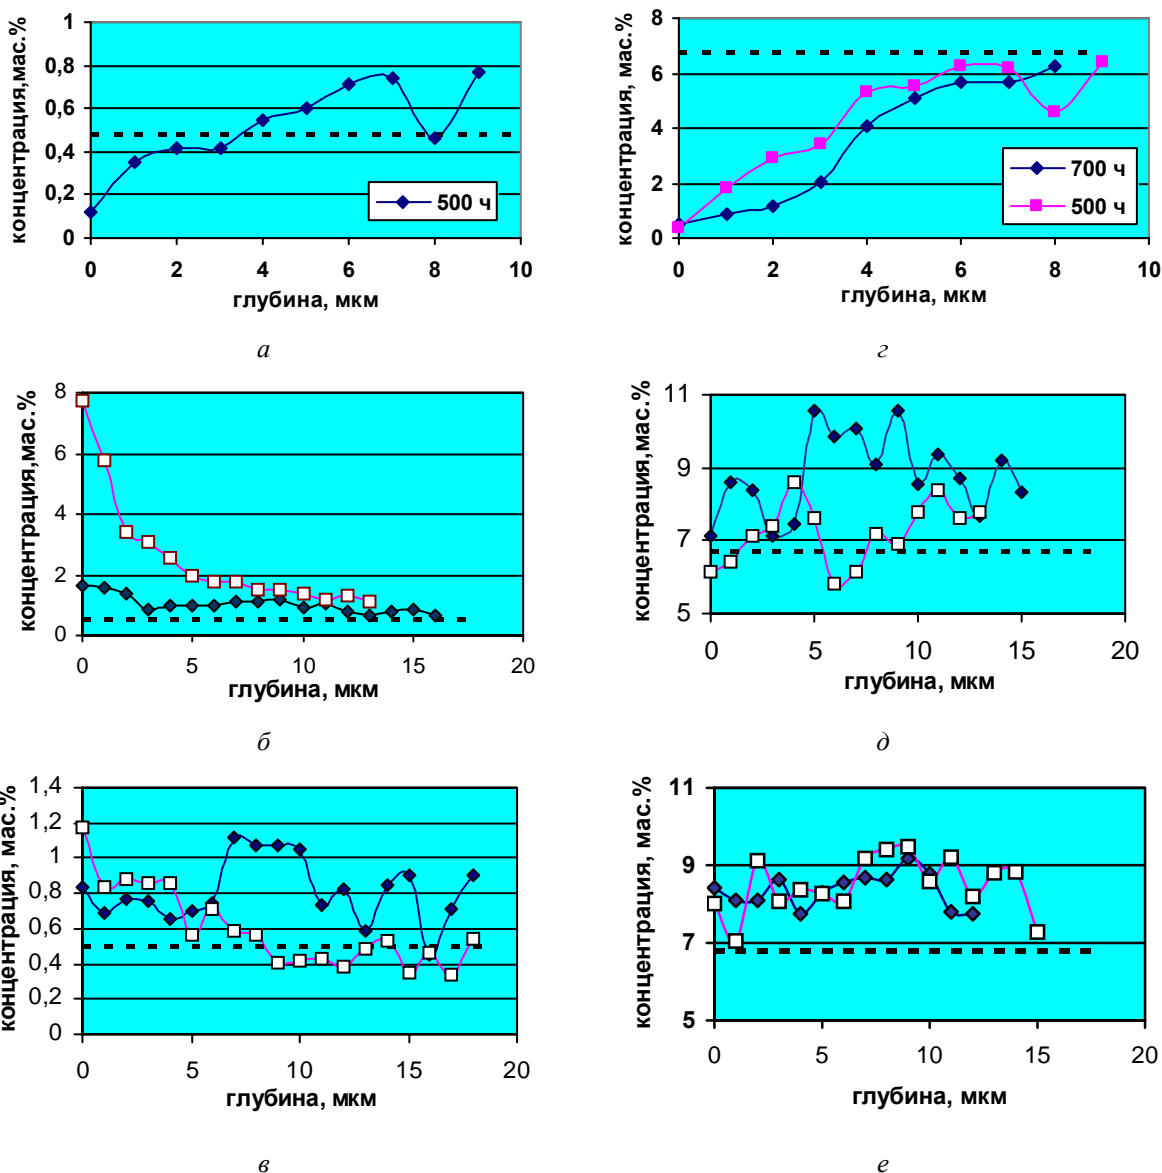 концентрация,мас.%
1
0,8
0,6
0,4
0,2
0
0 2 4 6 8 10
глубина, мкм
500 ч
а
концентрация, мас.%
8
6
4
2
0
0 2 4 6 8 10
глубина, мкм
700 ч
500 ч
г
концентрация,мас.%
8
6
4
2
0
0 5 10 15 20
глубина, мкм
б
концентрация,мас.%
11
9
7
5
0 5 10 15 20
глубина, мкм
д
концентрация, мас.%
1,4
1,2
1
0,8
0,6
0,4
0,2
0
0 5 10 15 20
глубина, мкм
в
концентрация, мас.%
11
9
7
5
0 5 10 15 20
глубина, мкм
е